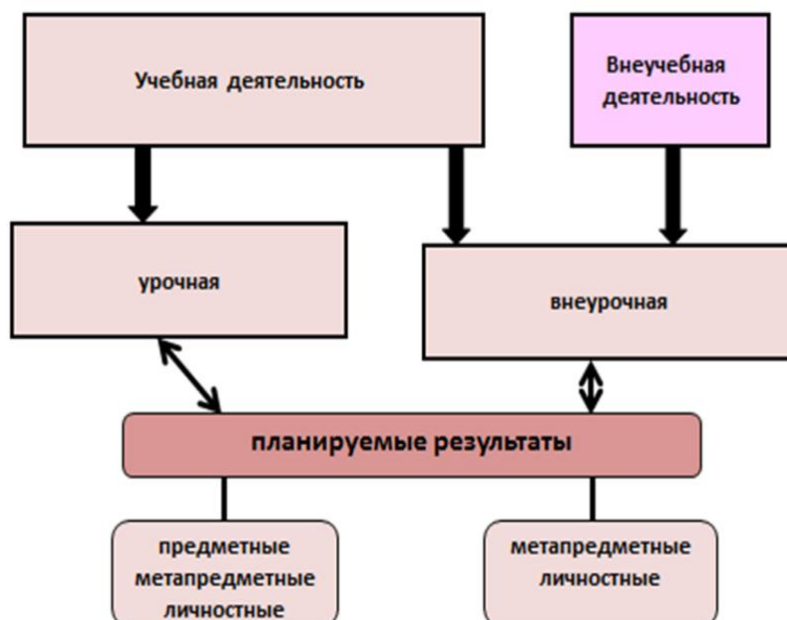 Учебная деятельность
Внеучебная
деятельность
урочная
внеурочная
планируемые результаты
предметные
метапредметные
личностные
метапредметные
личностные